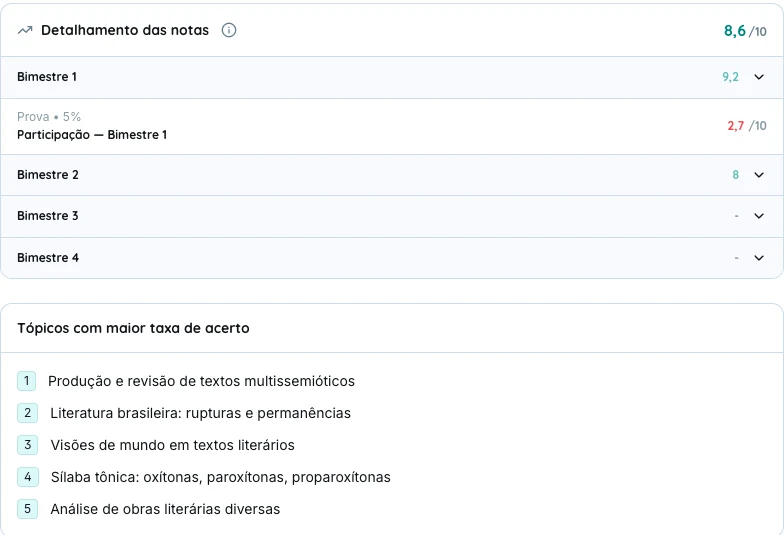 Detalhamento das notas
8,6 /10
Bimestre 1
9,2
Prova • 5%
Participação — Bimestre 1
2,7 /10
Bimestre 2
8
Bimestre 3
-
Bimestre 4
-
Tópicos com maior taxa de acerto
1 Produção e revisão de textos multissemióticos
2 Literatura brasileira: rupturas e permanências
3 Visões de mundo em textos literários
4 Sílaba tônica: oxítonas, paroxítonas, proparoxítonas
5 Análise de obras literárias diversas